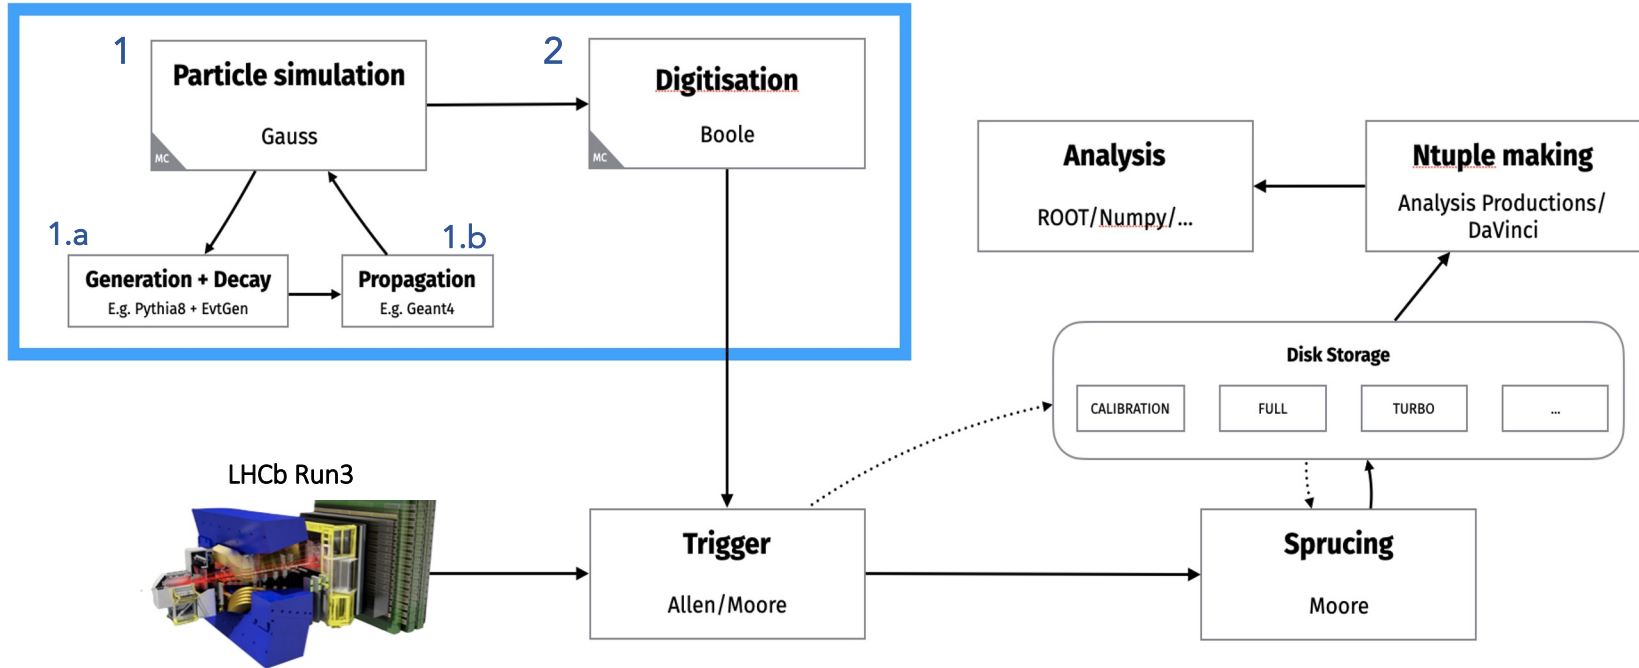 1
Particle simulation
Gauss
MC
2
Digitisation
Boole
MC
1.a
Generation + Decay
E.g. Pythia8 + EvtGen
1.b
Propagation
E.g. Geant4
Analysis
ROOT/Numpy/...
Ntuple making
Analysis Productions/
DaVinci
Disk Storage
CALIBRATION
FULL
TURBO
...
LHCb Run3
Trigger
Allen/Moore
Sprucing
Moore